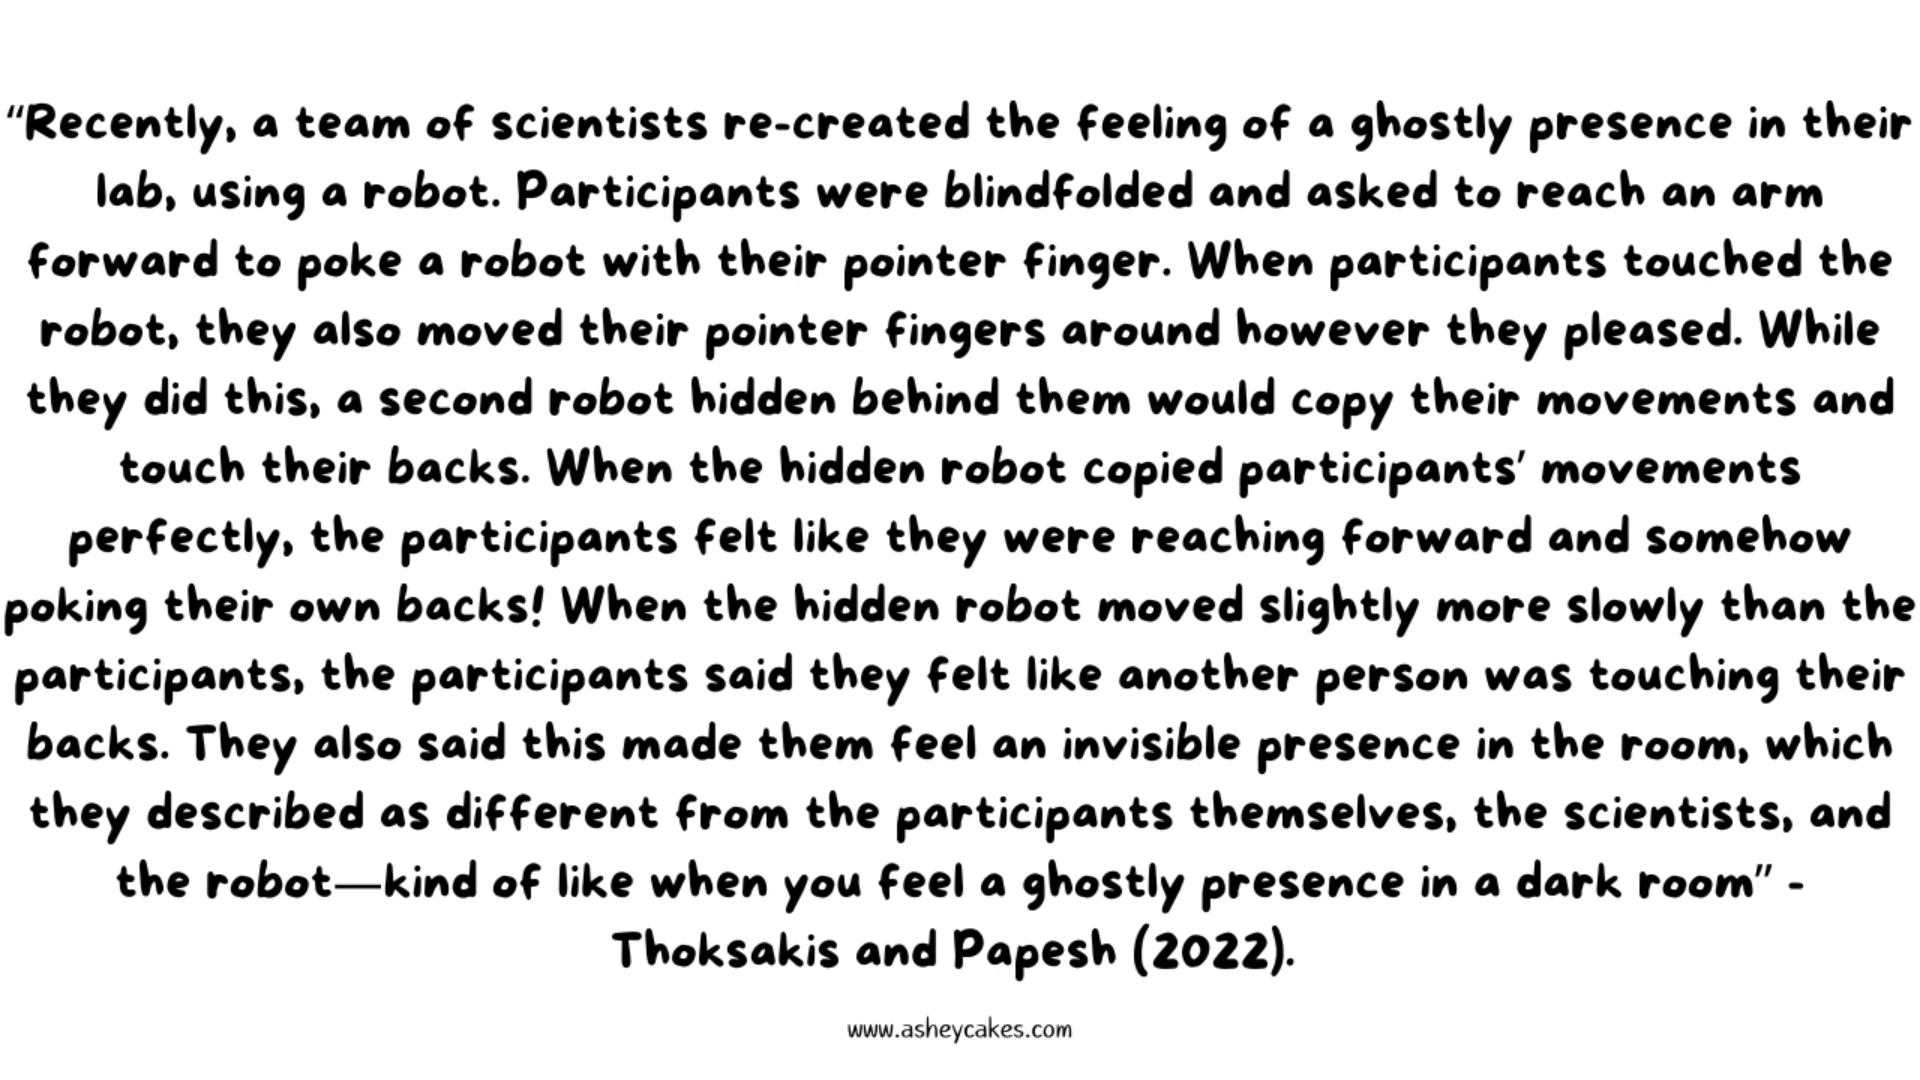 “Recently, a team of scientists re-created the feeling of a ghostly presence in their
lab, using a robot. Participants were blindfolded and asked to reach an arm
forward to poke a robot with their pointer finger. When participants touched the
robot, they also moved their pointer fingers around however they pleased. While
they did this, a second robot hidden behind them would copy their movements and
touch their backs. When the hidden robot copied participants’ movements
perfectly, the participants felt like they were reaching forward and somehow
poking their own backs! When the hidden robot moved slightly more slowly than the
participants, the participants said they felt like another person was touching their
backs. They also said this made them feel an invisible presence in the room, which
they described as different from the participants themselves, the scientists, and
the robot—kind of like when you feel a ghostly presence in a dark room” -
Thoksakis and Papesh (2022).
www.asheycakes.com